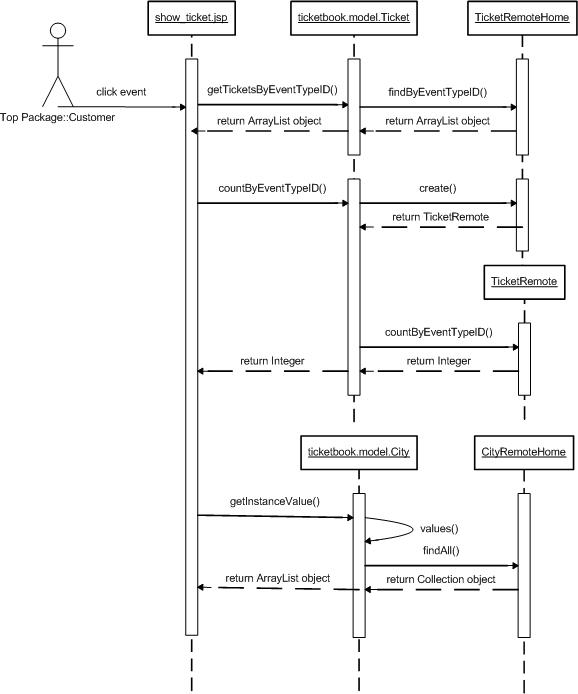 show_ticket.jsp
ticketbook.model.Ticket
TicketRemoteHome
click event
Top Package::Customer
getTicketsByEventTypeID()
findByEventTypeID()
return ArrayList object
return ArrayList object
countByEventTypeID()
create()
return TicketRemote
TicketRemote
countByEventTypeID()
return Integer
return Integer
ticketbook.model.City
CityRemoteHome
getInstanceValue()
values()
findAll()
return ArrayList object
return Collection object